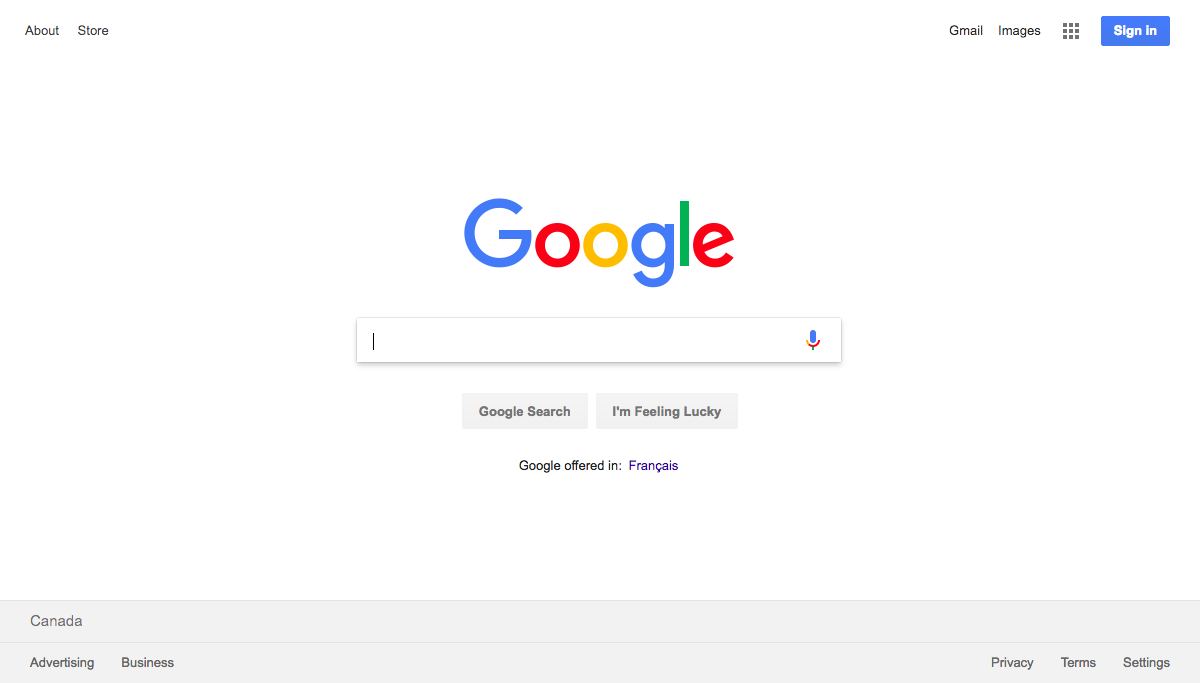 About Store Gmail Images Sign in
Google
Google Search I'm Feeling Lucky
Google offered in: Français
Canada
Advertising Business Privacy Terms Settings